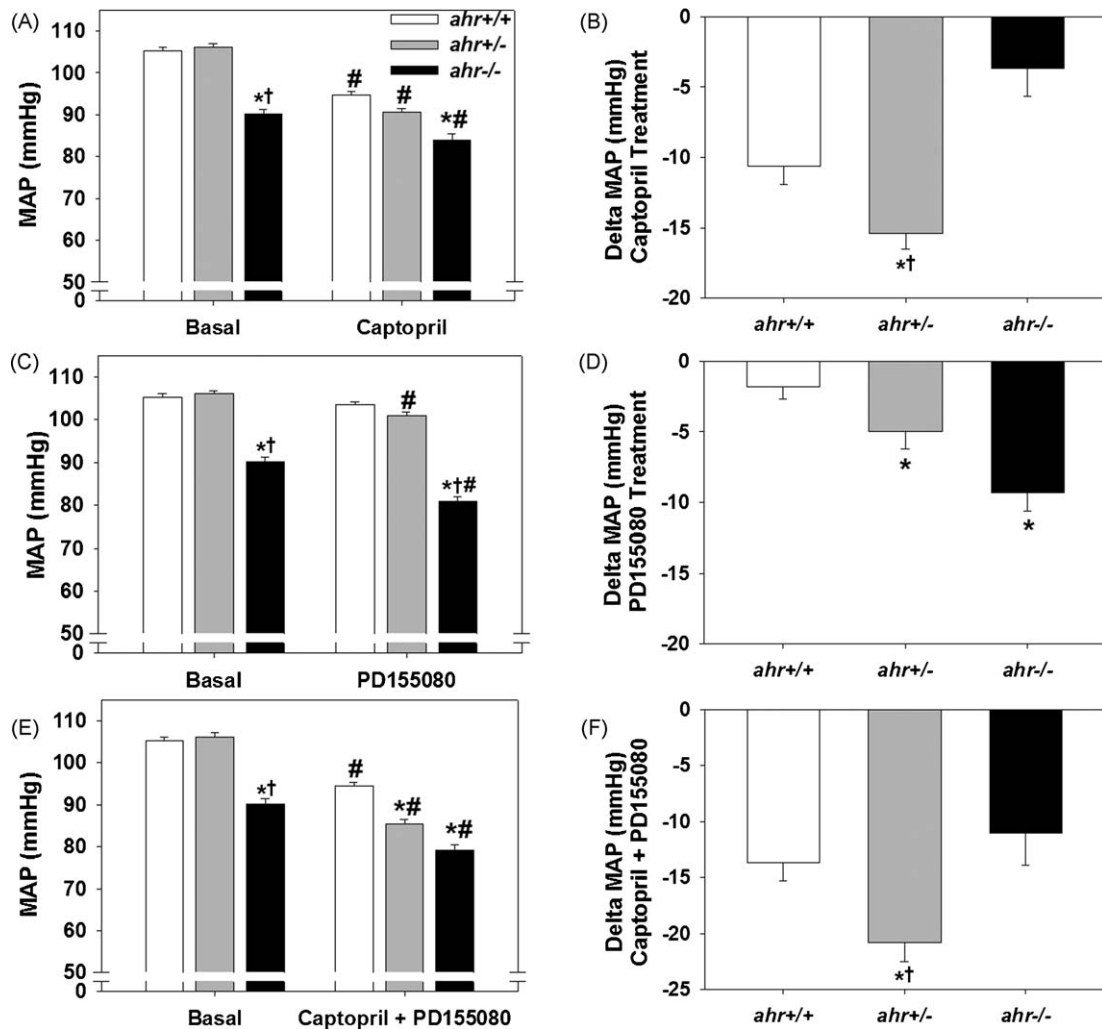 (A)
MAP (mmHg)
110
100
90
80
70
60
50
0
ahr+/+
ahr+/-
ahr-/-
*†
#
#
*#
Basal
Captopril
(B)
Delta MAP (mmHg)
Captopril Treatment
0
-5
-10
-15
-20
*†
ahr+/+
ahr+/-
ahr-/-
(C)
MAP (mmHg)
110
100
90
80
70
60
50
0
*†
#
*†#
Basal
PD155080
(D)
Delta MAP (mmHg)
PD155080 Treatment
0
-5
-10
-15
-20
*
*
ahr+/+
ahr+/-
ahr-/-
(E)
MAP (mmHg)
110
100
90
80
70
60
50
0
*†
#
*#
*#
Basal
Captopril + PD155080
(F)
Delta MAP (mmHg)
Captopril + PD155080
0
-5
-10
-15
-20
-25
*†
ahr+/+
ahr+/-
ahr-/-